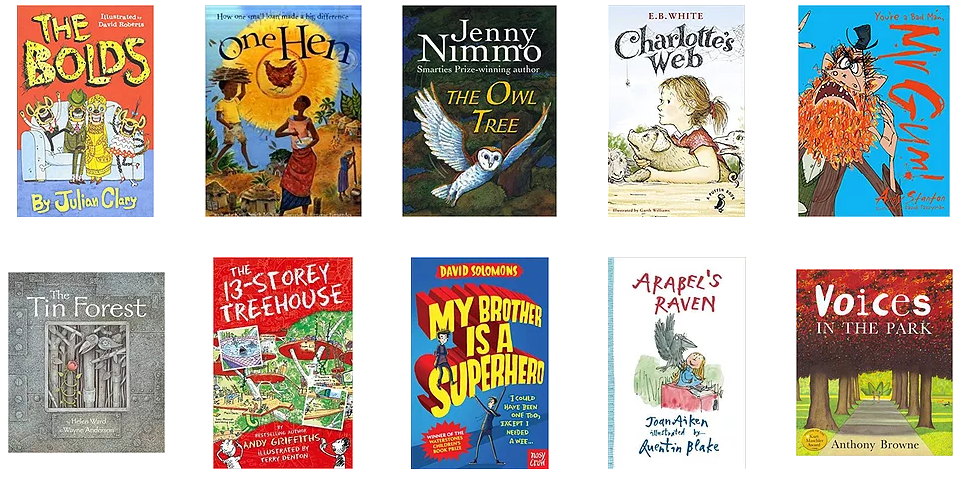 THE
BOLDS
Illustrated by
David Roberts
By Julian Clary
How one small loan made a big difference
One Hen
Jenny
Nimmo
Smarties Prize-winning author
THE OWL
TREE
E.B. WHITE
Charlotte's
Web
A PUFFIN BOOK
Illustrated by Garth Williams
You're a Bad Man,
Mr Gum!
Andy Stanton
The
Tin Forest
Helen Ward
Wayne Anderson
THE
13-STOREY
TREEHOUSE
BESTSELLING AUTHOR
ANDY GRIFFITHS
ILLUSTRATED BY
TERRY DENTON
DAVID SOLOMONS
MY BROTHER
IS A
SUPERHERO
I COULD
HAVE BEEN
ONE TOO,
EXCEPT I
NEEDED
A WEE...
WINNER OF THE
WATERSTONES
CHILDREN'S
BOOK PRIZE
nosy
crow
ARABEL'S
RAVEN
Joan Aiken
illustrated by
Quentin Blake
Voices
IN THE PARK
Anthony Browne